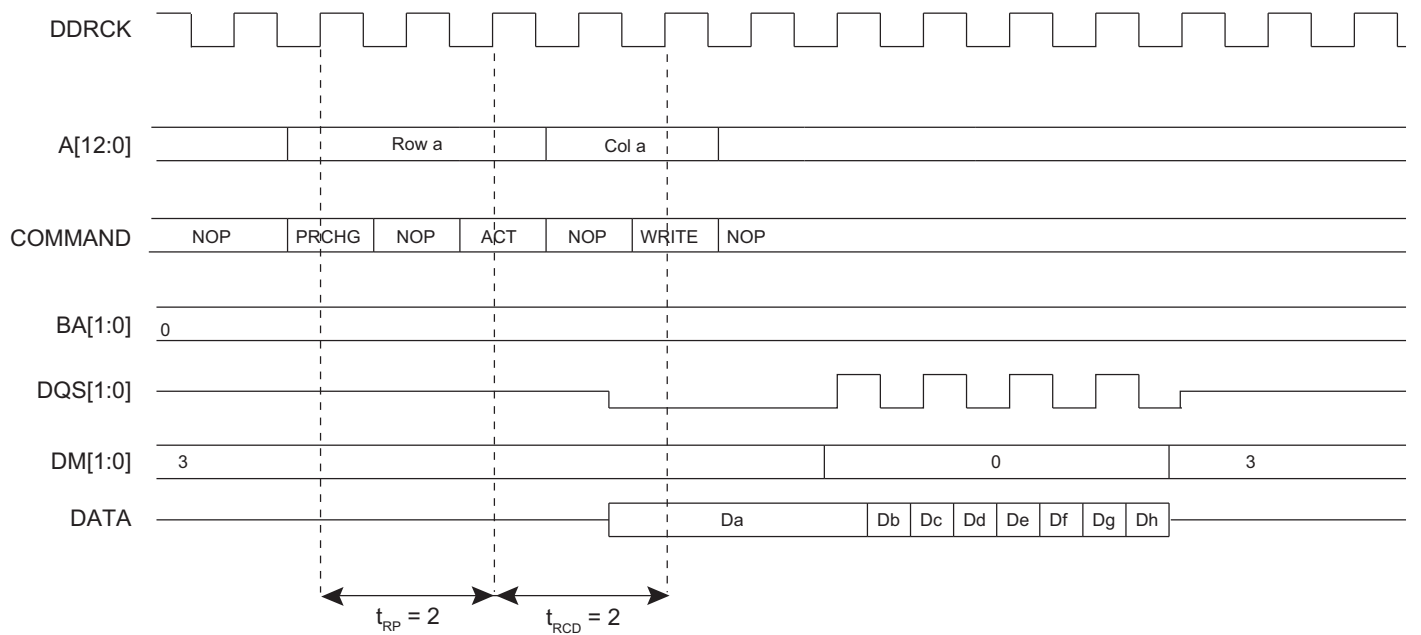 DDRCK
A[12:0] Row a Col a
COMMAND NOP PRCHG NOP ACT NOP WRITE NOP
BA[1:0] 0
DQS[1:0]
DM[1:0] 3 0 3
DATA Da Db Dc Dd De Df Dg Dh
tRP = 2 tRCD = 2